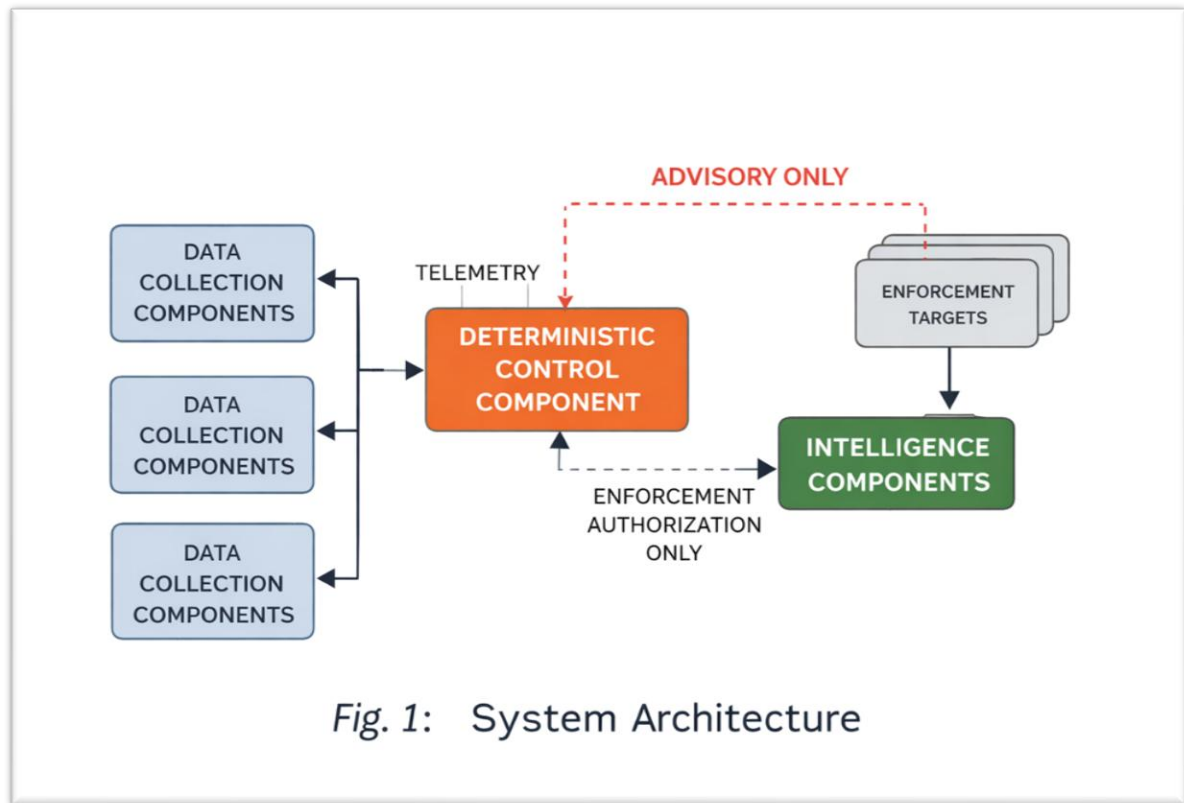 ADVISORY ONLY
DATA
COLLECTION
COMPONENTS
TELEMETRY
ENFORCEMENT
TARGETS
DETERMINISTIC
CONTROL
COMPONENT
DATA
COLLECTION
COMPONENTS
INTELLIGENCE
COMPONENTS
ENFORCEMENT
AUTHORIZATION
ONLY
DATA
COLLECTION
COMPONENTS
Fig. 1: System Architecture